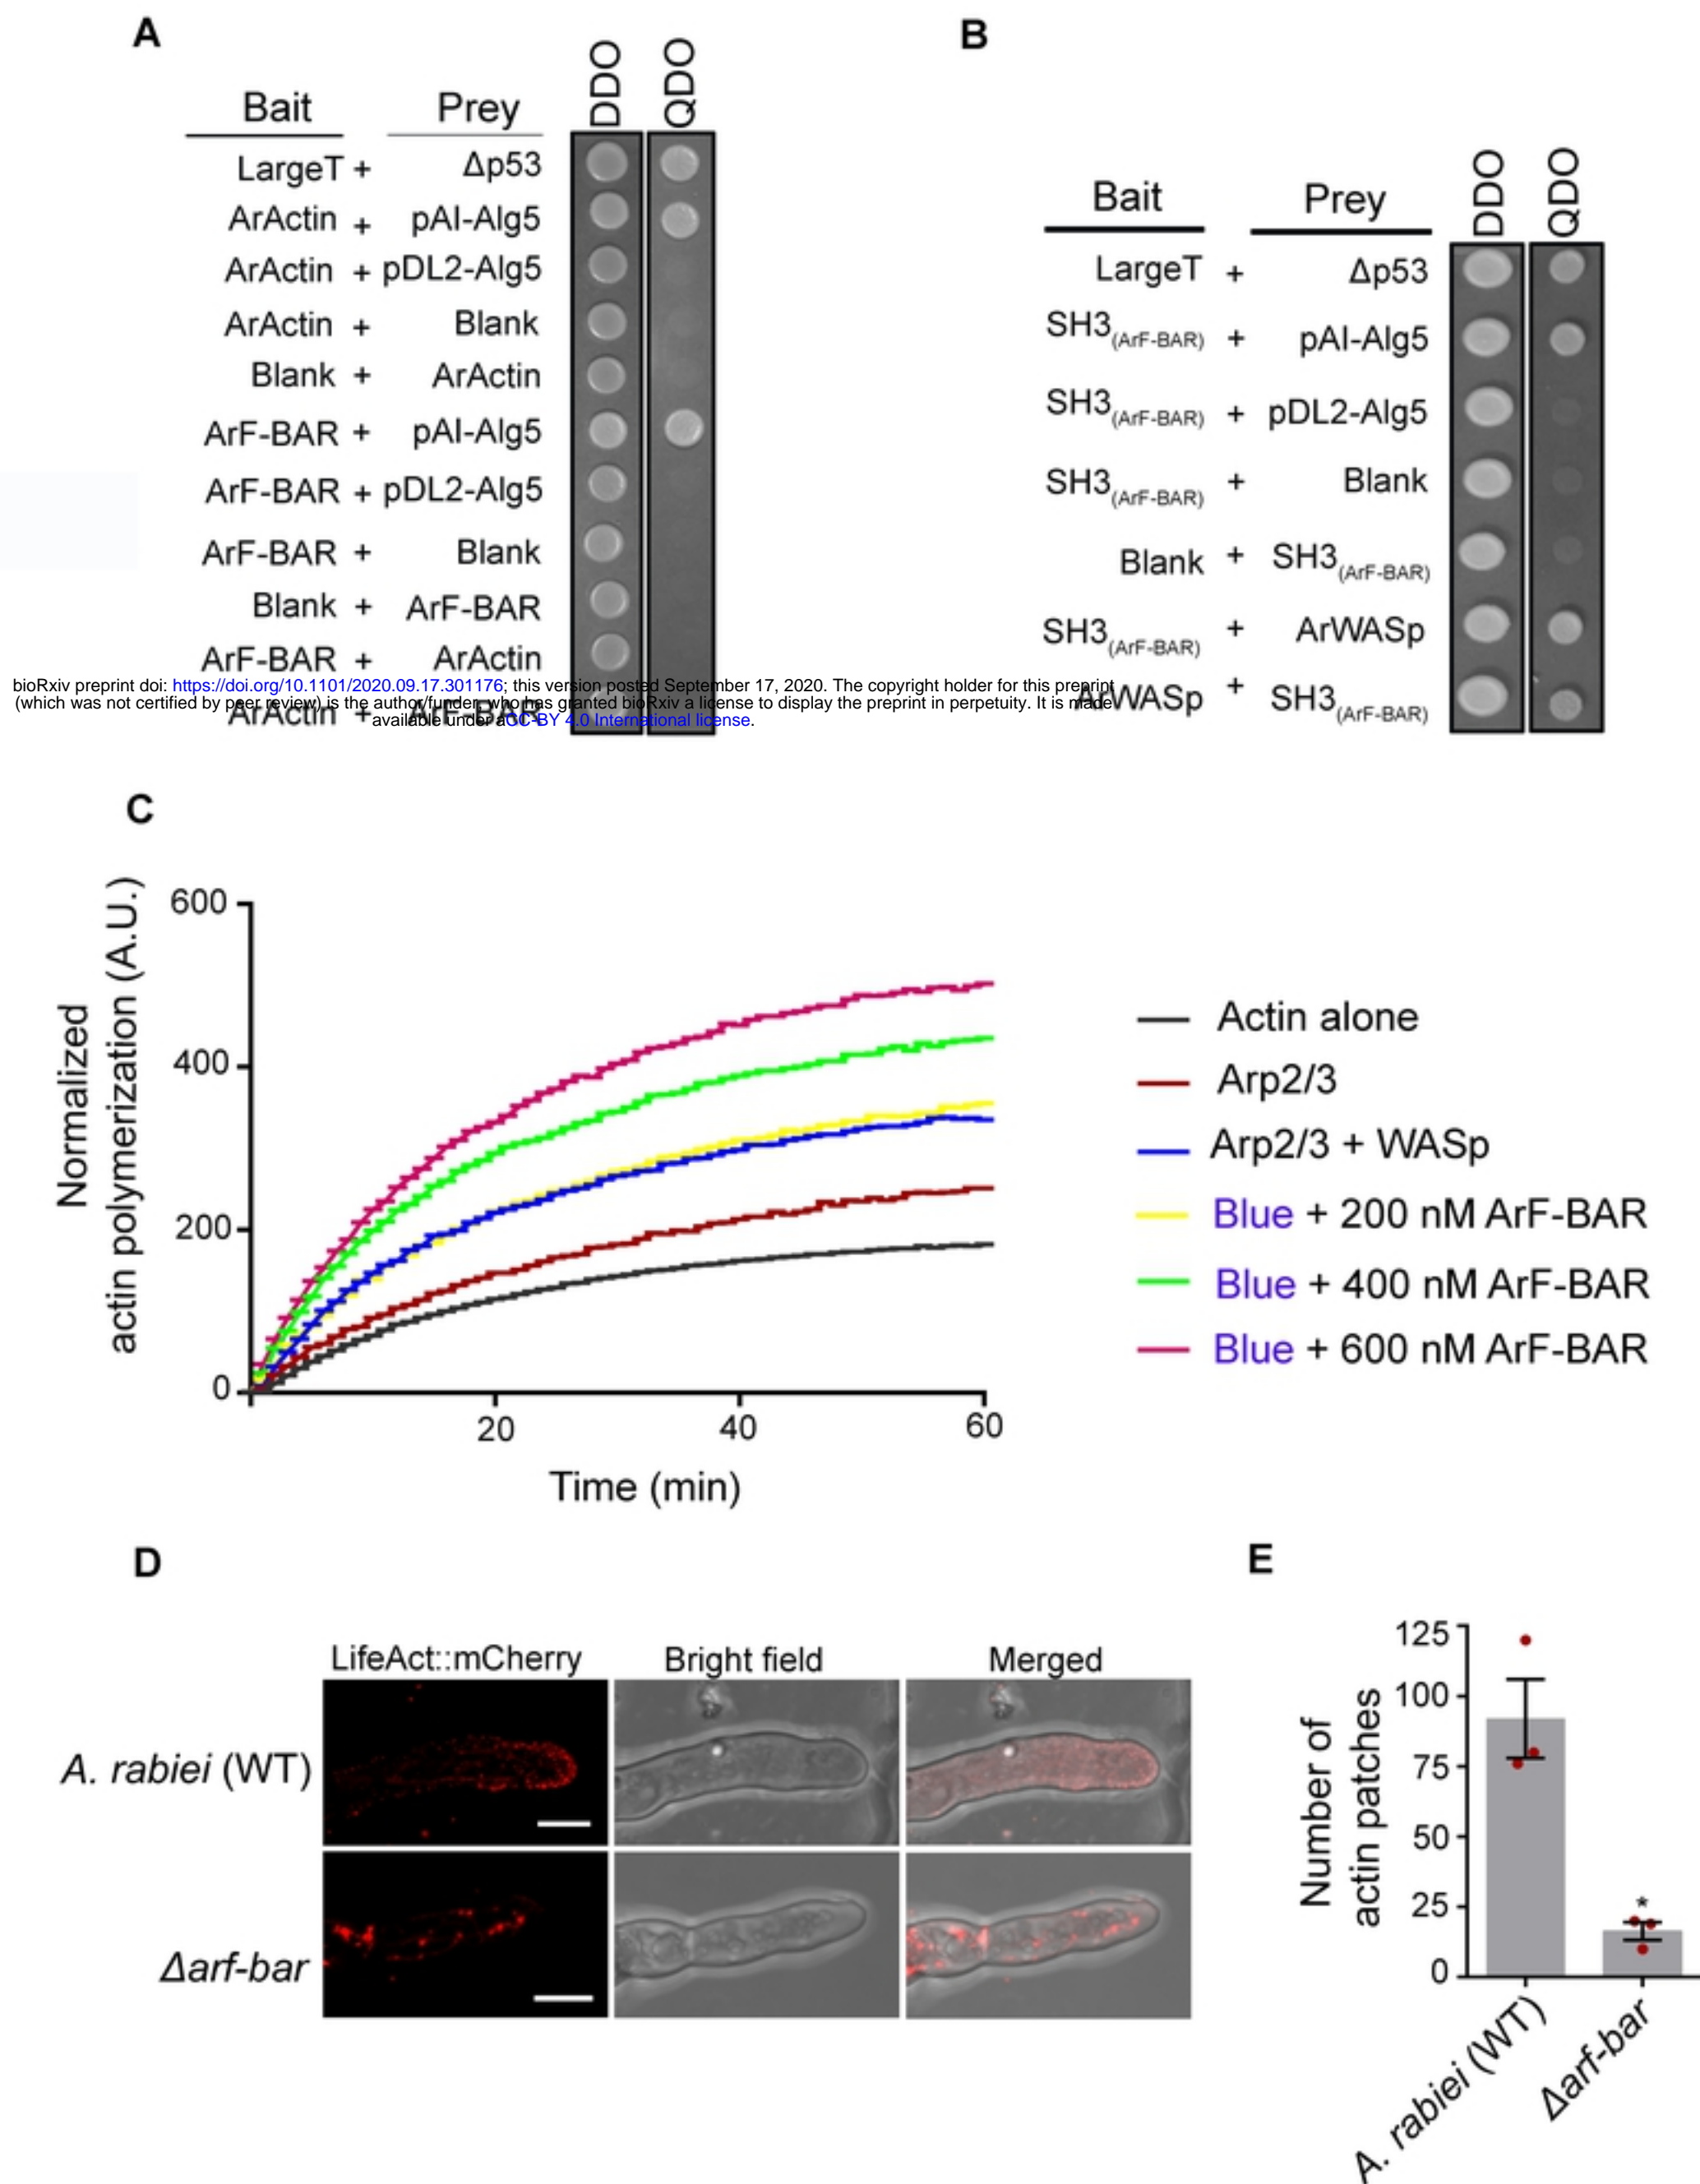 A
Bait Prey DDO QDO
LargeT + Δp53
ArActin + pAI-Alg5
ArActin + pDL2-Alg5
ArActin + Blank
Blank + ArActin
ArF-BAR + pAI-Alg5
ArF-BAR + pDL2-Alg5
ArF-BAR + Blank
Blank + ArF-BAR
ArF-BAR + ArActin
ArActin + ArF-BAR
bioRxiv preprint doi: https://doi.org/10.1101/2020.09.17.301176; this version posted September 17, 2020. The copyright holder for this preprint
(which was not certified by peer review) is the author/funder, who has granted bioRxiv a license to display the preprint in perpetuity. It is made
available under aCC-BY 4.0 International license.
B
Bait Prey DDO QDO
LargeT + Δp53
SH3(ArF-BAR) + pAI-Alg5
SH3(ArF-BAR) + pDL2-Alg5
SH3(ArF-BAR) + Blank
Blank + SH3(ArF-BAR)
SH3(ArF-BAR) + ArWASp
ArWASp + SH3(ArF-BAR)
C
Normalized
actin polymerization (A.U.)
600
400
200
0
20 40 60
Time (min)
Actin alone
Arp2/3
Arp2/3 + WASp
Blue + 200 nM ArF-BAR
Blue + 400 nM ArF-BAR
Blue + 600 nM ArF-BAR
D
LifeAct::mCherry Bright field Merged
A. rabiei (WT)
Δarf-bar
E
Number of
actin patches
125
100
75
50
25
0
*
A. rabiei (WT)
Δarf-bar